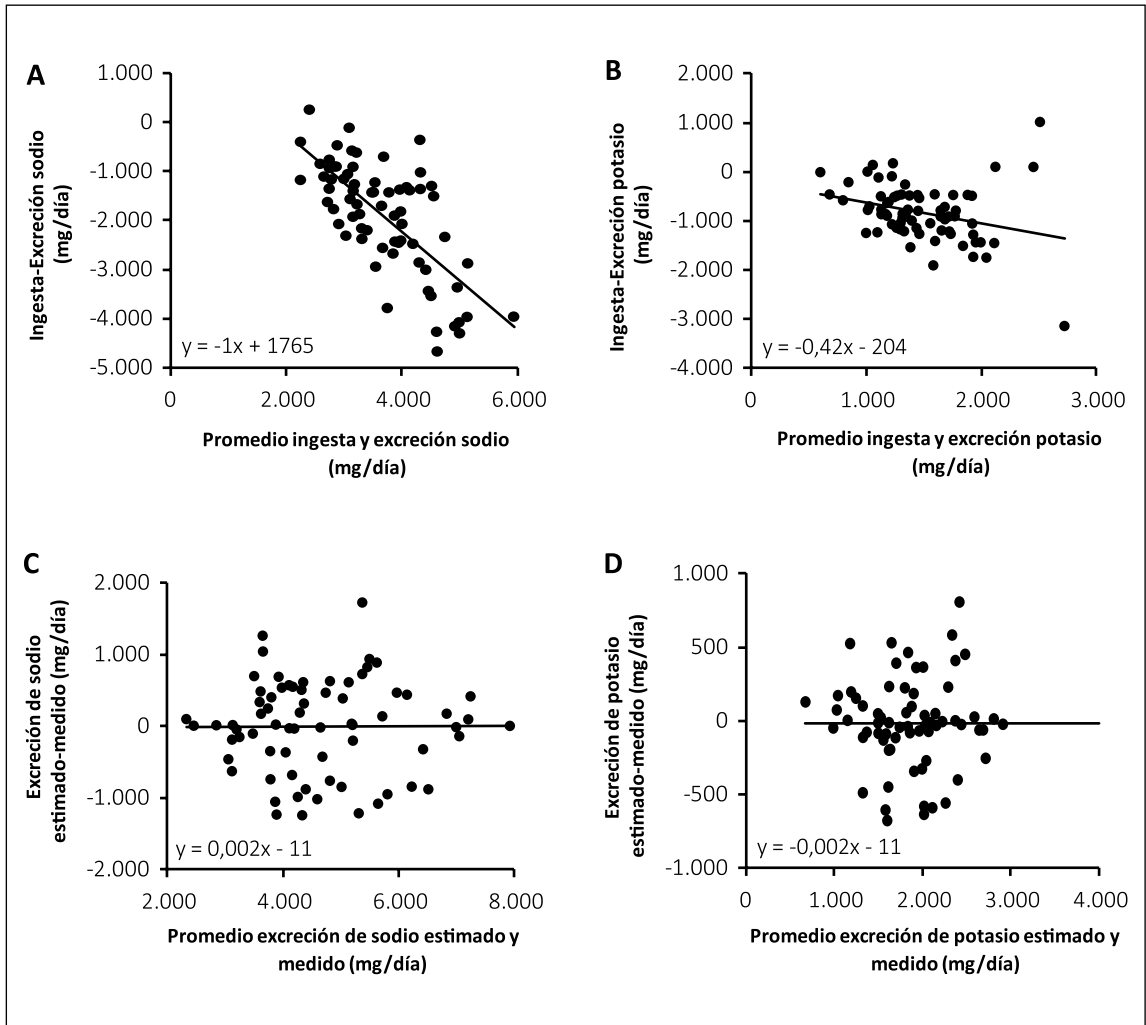 A
Ingesta-Excreción sodio
(mg/día)
1.000
0
-1.000
-2.000
-3.000
-4.000
-5.000
y = -1x + 1765
0
2.000
4.000
6.000
Promedio ingesta y excreción sodio
(mg/día)
B
Ingesta-Excreción potasio
(mg/día)
2.000
1.000
0
-1.000
-2.000
-3.000
-4.000
y = -0,42x - 204
0
1.000
2.000
3.000
Promedio ingesta y excreción potasio
(mg/día)
C
Excreción de sodio
estimado-medido (mg/día)
2.000
1.000
0
-1.000
-2.000
y = 0,002x - 11
2.000
4.000
6.000
8.000
Promedio excreción de sodio estimado y
medido (mg/día)
D
Excreción de potasio
estimado-medido (mg/día)
1.000
500
0
-500
-1.000
y = -0,002x - 11
0
1.000
2.000
3.000
4.000
Promedio excreción de potasio estimado y
medido (mg/día)